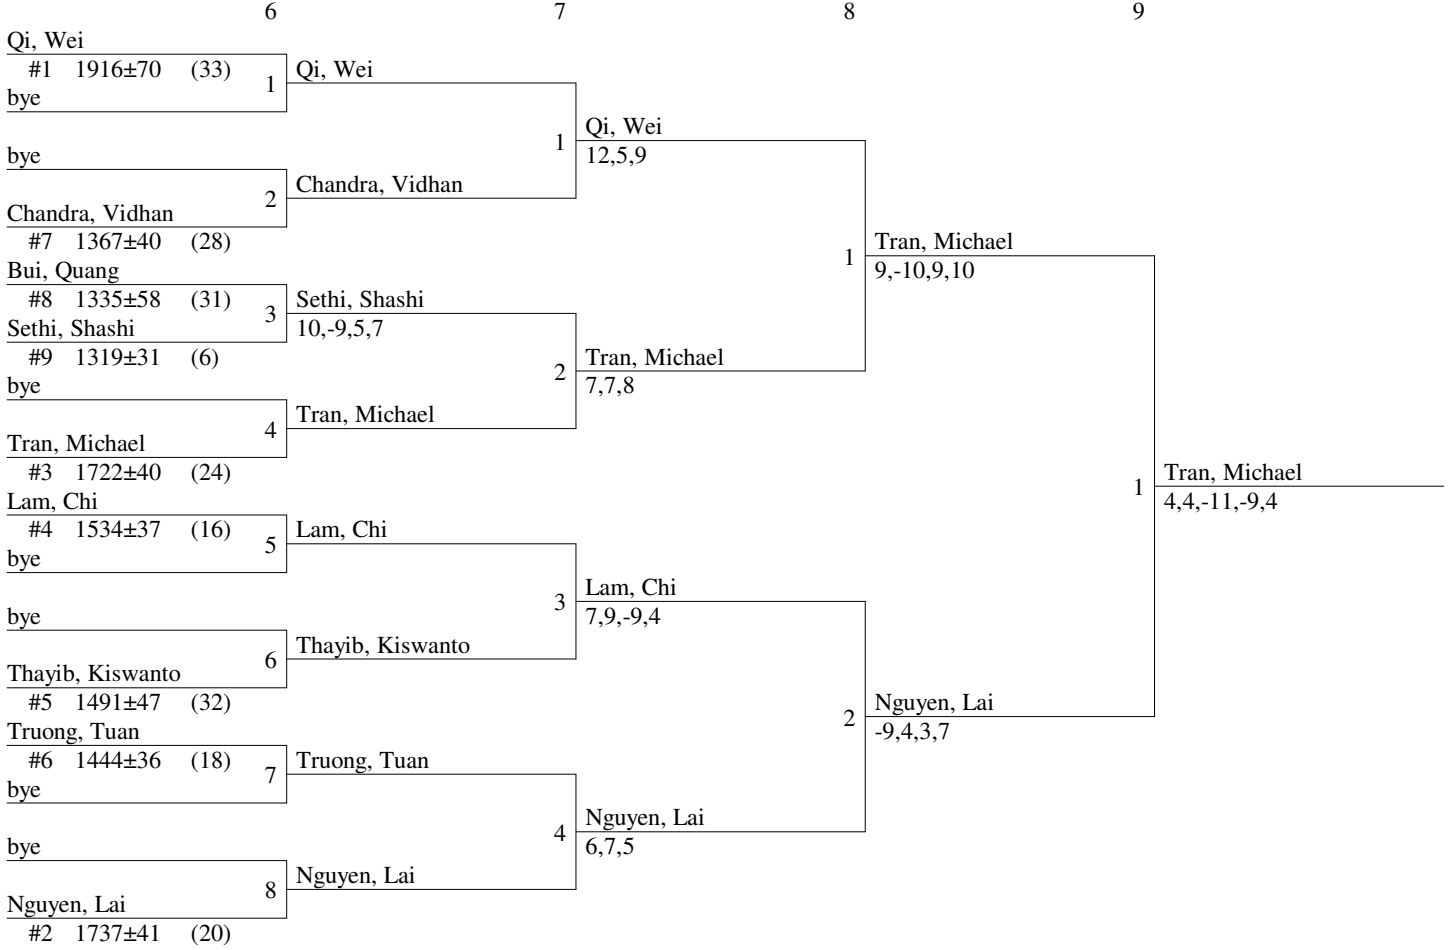 6 7 8 9
Qi, Wei
#1 1916±70 (33)
bye
1
Qi, Wei
bye
2
Chandra, Vidhan
Chandra, Vidhan
#7 1367±40 (28)
Bui, Quang
#8 1335±58 (31)
Sethi, Shashi
#9 1319±31 (6)
3
Sethi, Shashi
10,-9,5,7
bye
4
Tran, Michael
Tran, Michael
#3 1722±40 (24)
Lam, Chi
#4 1534±37 (16)
bye
5
Lam, Chi
bye
6
Thayib, Kiswanto
Thayib, Kiswanto
#5 1491±47 (32)
Truong, Tuan
#6 1444±36 (18)
bye
7
Truong, Tuan
bye
8
Nguyen, Lai
Nguyen, Lai
#2 1737±41 (20)
1
Qi, Wei
12,5,9
2
Tran, Michael
7,7,8
3
Lam, Chi
7,9,-9,4
4
Nguyen, Lai
6,7,5
1
Tran, Michael
9,-10,9,10
2
Nguyen, Lai
-9,4,3,7
1
Tran, Michael
4,4,-11,-9,4